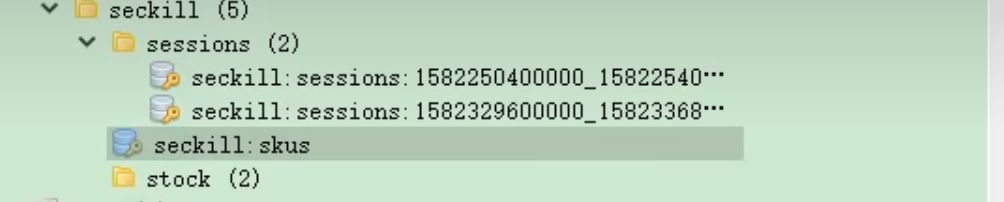 seckill (5)
sessions (2)
seckill:sessions:1582250400000_15822540···
seckill:sessions:1582329600000_15823368···
seckill:skus
stock (2)